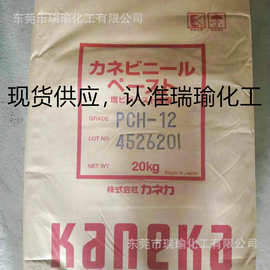 东莞市瑞瑜化工有限公司
カネビニール
ペースト
现货供应，认准瑞瑜化工
GRADE PCH-12
LOT NO 4526201
NET WT 20kg Made in Japan
株式会社カネカ
kaneka
东莞市瑞瑜化工有限公司